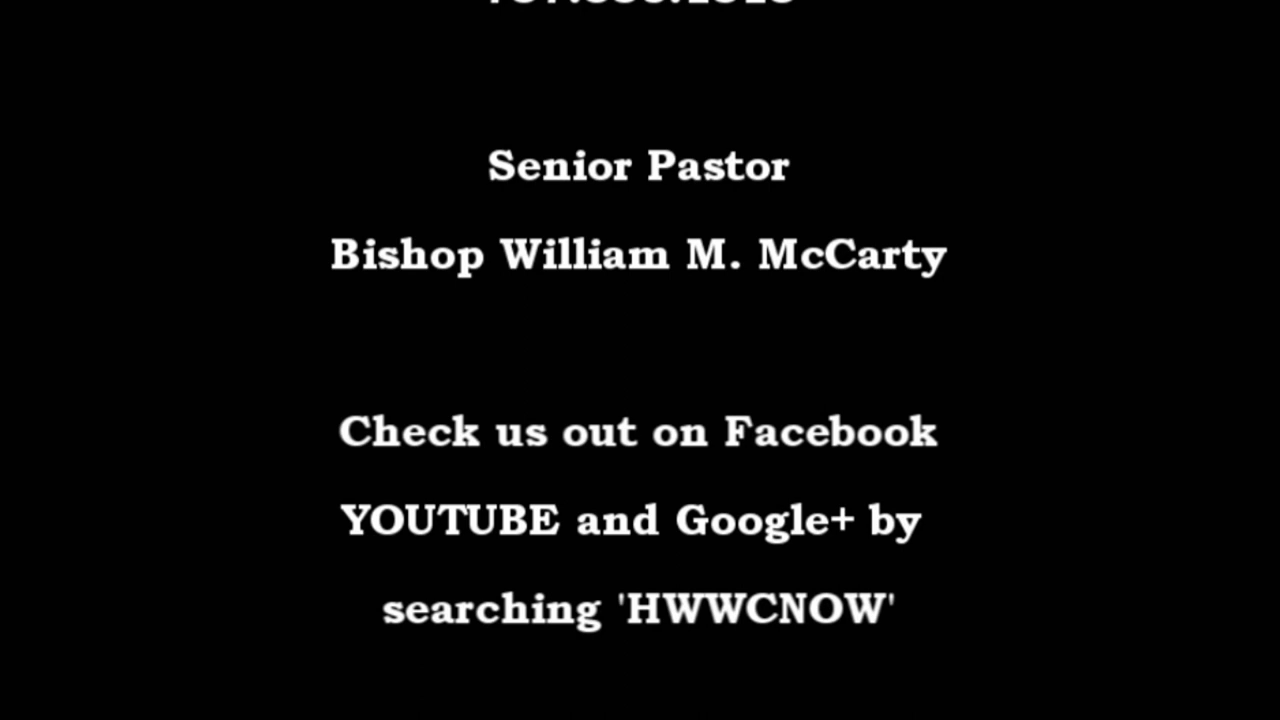 Senior Pastor
Bishop William M. McCarty
Check us out on Facebook
YOUTUBE and Google+ by
searching 'HWWCNOW'